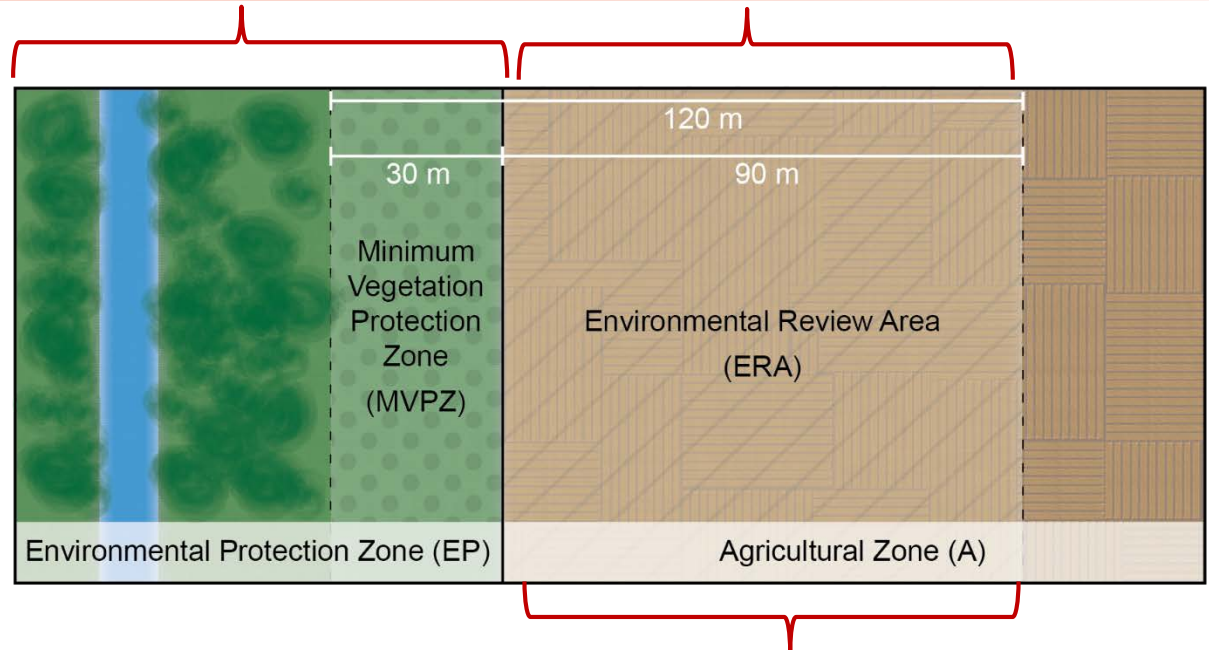 120 m
30 m
90 m
Minimum
Vegetation
Protection
Zone
(MVPZ)
Environmental Review Area
(ERA)
Environmental Protection Zone (EP)
Agricultural Zone (A)